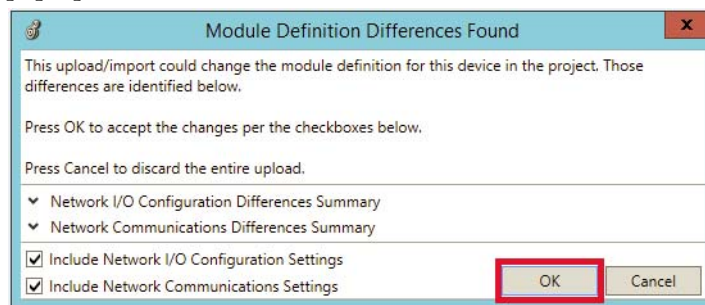 Module Definition Differences Found
x
This upload/import could change the module definition for this device in the project. Those
differences are identified below.
Press OK to accept the changes per the checkboxes below.
Press Cancel to discard the entire upload.
Network I/O Configuration Differences Summary
Network Communications Differences Summary
Include Network I/O Configuration Settings
Include Network Communications Settings
OK
Cancel